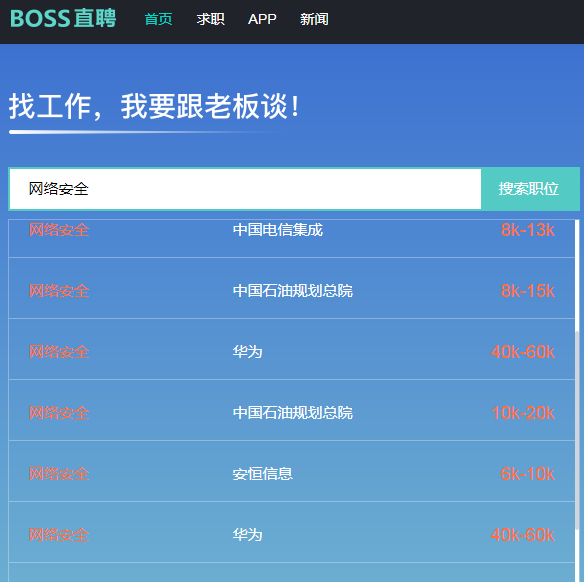 BOSS直聘 首页 求职 APP 新闻
找工作，我要跟老板谈！
网络安全 搜索职位
网络安全 中国电信集成 8k-13k
网络安全 中国石油规划总院 8k-15k
网络安全 华为 40k-60k
网络安全 中国石油规划总院 10k-20k
网络安全 安恒信息 6k-10k
网络安全 华为 40k-60k